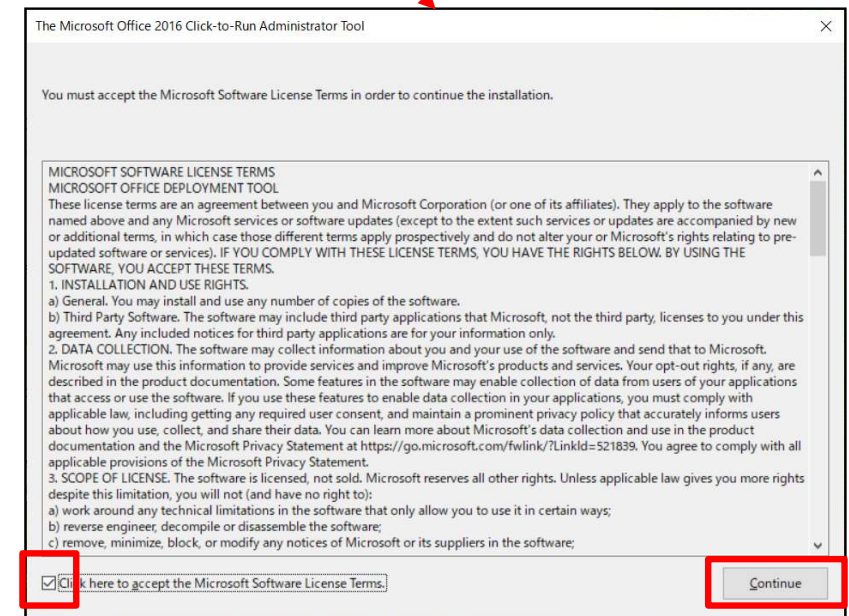 The Microsoft Office 2016 Click-to-Run Administrator Tool
You must accept the Microsoft Software License Terms in order to continue the installation.
MICROSOFT SOFTWARE LICENSE TERMS
MICROSOFT OFFICE DEPLOYMENT TOOL
These license terms are an agreement between you and Microsoft Corporation (or one of its affiliates). They apply to the software
named above and any Microsoft services or software updates (except to the extent such services or updates are accompanied by new
or additional terms, in which case those different terms apply prospectively and do not alter your or Microsoft's rights relating to pre-
updated software or services). IF YOU COMPLY WITH THESE LICENSE TERMS, YOU HAVE THE RIGHTS BELOW. BY USING THE
SOFTWARE, YOU ACCEPT THESE TERMS.
1. INSTALLATION AND USE RIGHTS.
a) General. You may install and use any number of copies of the software.
b) Third Party Software. The software may include third party applications that Microsoft, not the third party, licenses to you under this
agreement. Any included notices for third party applications are for your information only.
2. DATA COLLECTION. The software may collect information about you and your use of the software and send that to Microsoft.
Microsoft may use this information to provide services and improve Microsoft's products and services. Your opt-out rights, if any, are
described in the product documentation. Some features in the software may enable collection of data from users of your applications
that access or use the software. If you use these features to enable data collection in your applications, you must comply with
applicable law, including getting any required user consent, and maintain a prominent privacy policy that accurately informs users
about how you use, collect, and share their data. You can learn more about Microsoft's data collection and use in the product
documentation and the Microsoft Privacy Statement at https://go.microsoft.com/fwlink/?LinkId=521839. You agree to comply with all
applicable provisions of the Microsoft Privacy Statement.
3. SCOPE OF LICENSE. The software is licensed, not sold. Microsoft reserves all other rights. Unless applicable law gives you more rights
despite this limitation, you will not (and have no right to):
a) work around any technical limitations in the software that only allow you to use it in certain ways;
b) reverse engineer, decompile or disassemble the software;
c) remove, minimize, block, or modify any notices of Microsoft or its suppliers in the software;
Click here to accept the Microsoft Software License Terms.
Continue